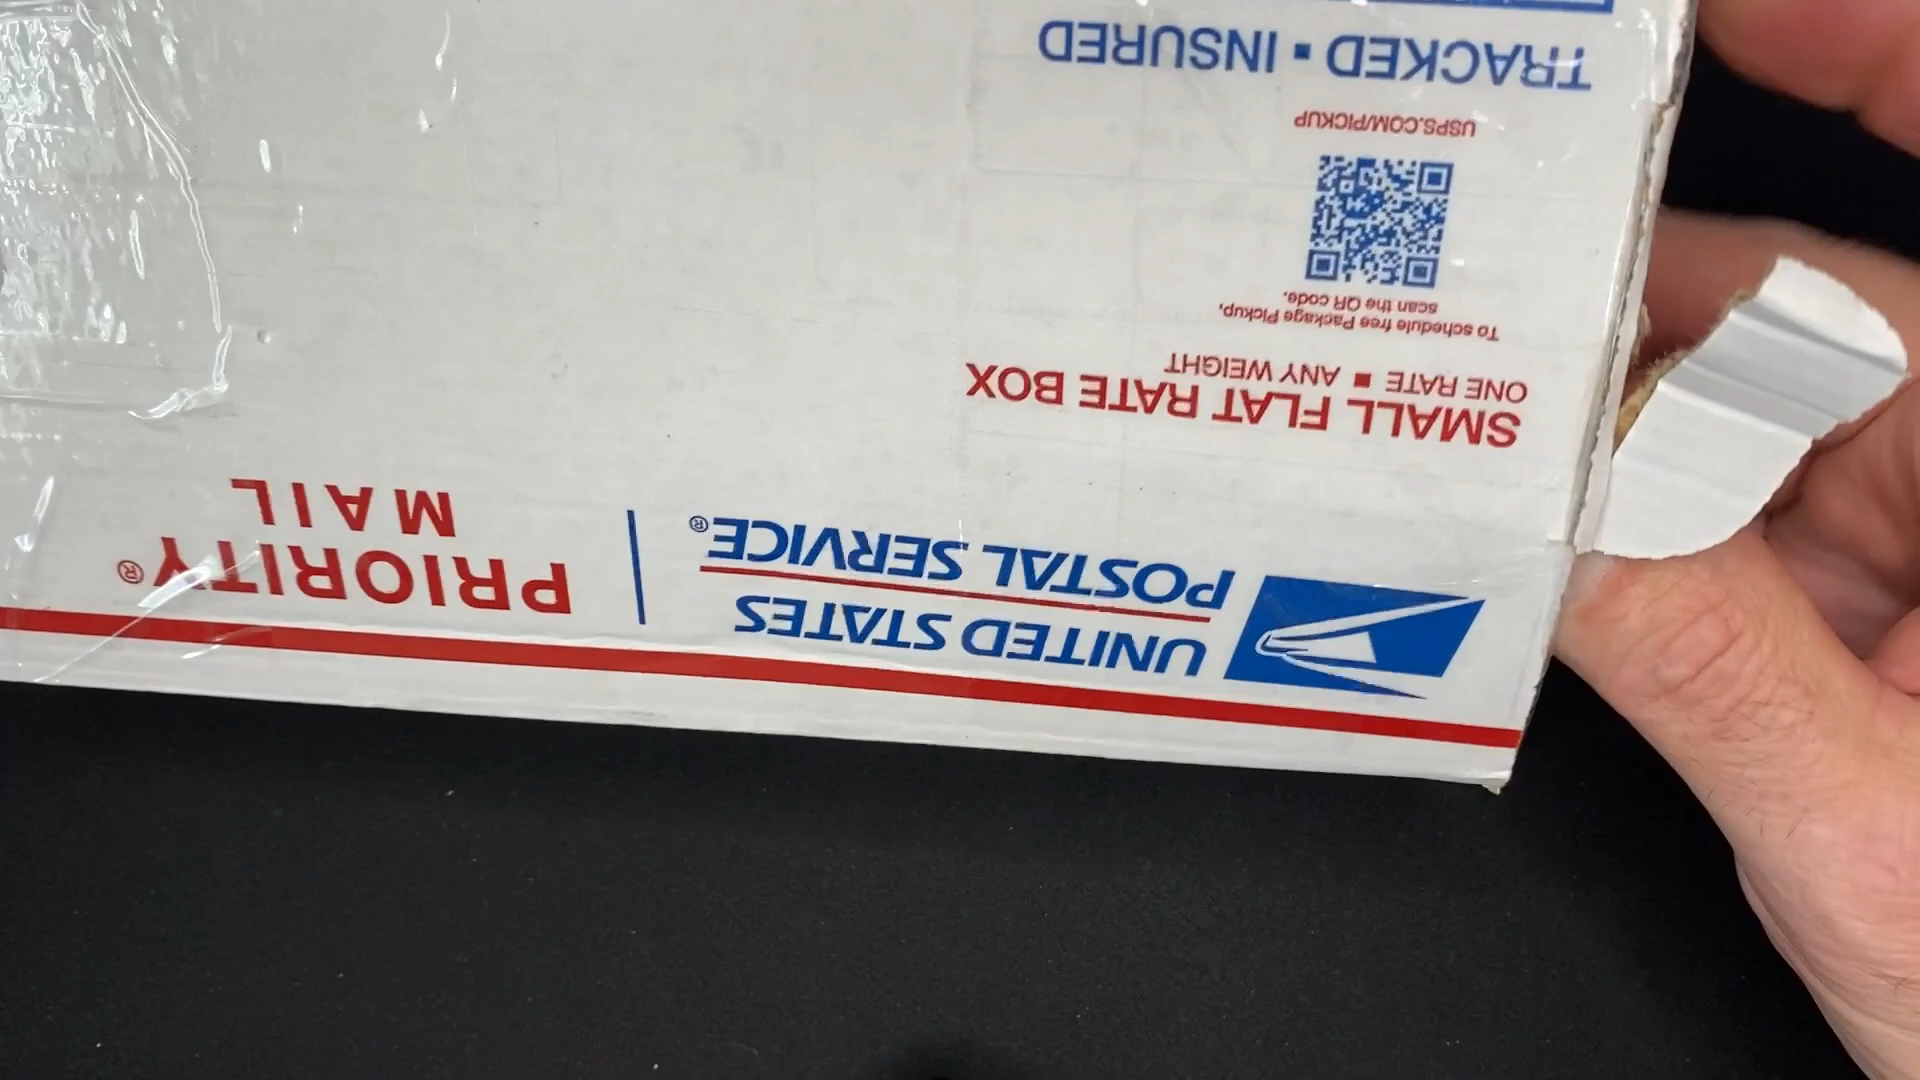 UNITED STATES
POSTAL SERVICE®
PRIORITY®
MAIL
SMALL FLAT RATE BOX
ONE RATE ▪ ANY WEIGHT
To schedule free Package Pickup,
scan the QR code.
USPS.COM/PICKUP
TRACKED ▪ INSURED